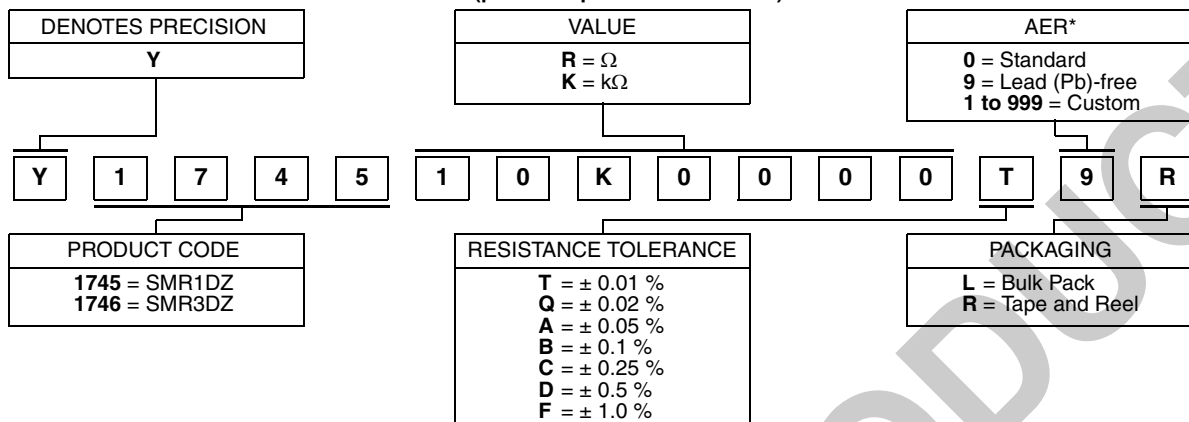 DENOTES PRECISION
Y
VALUE
R = Ω
K = kΩ
AER*
0 = Standard
9 = Lead (Pb)-free
1 to 999 = Custom
Y 1 7 4 5 1 0 K 0 0 0 0 T 9 R
PRODUCT CODE
1745 = SMR1DZ
1746 = SMR3DZ
RESISTANCE TOLERANCE
T = ± 0.01 %
Q = ± 0.02 %
A = ± 0.05 %
B = ± 0.1 %
C = ± 0.25 %
D = ± 0.5 %
F = ± 1.0 %
PACKAGING
L = Bulk Pack
R = Tape and Reel